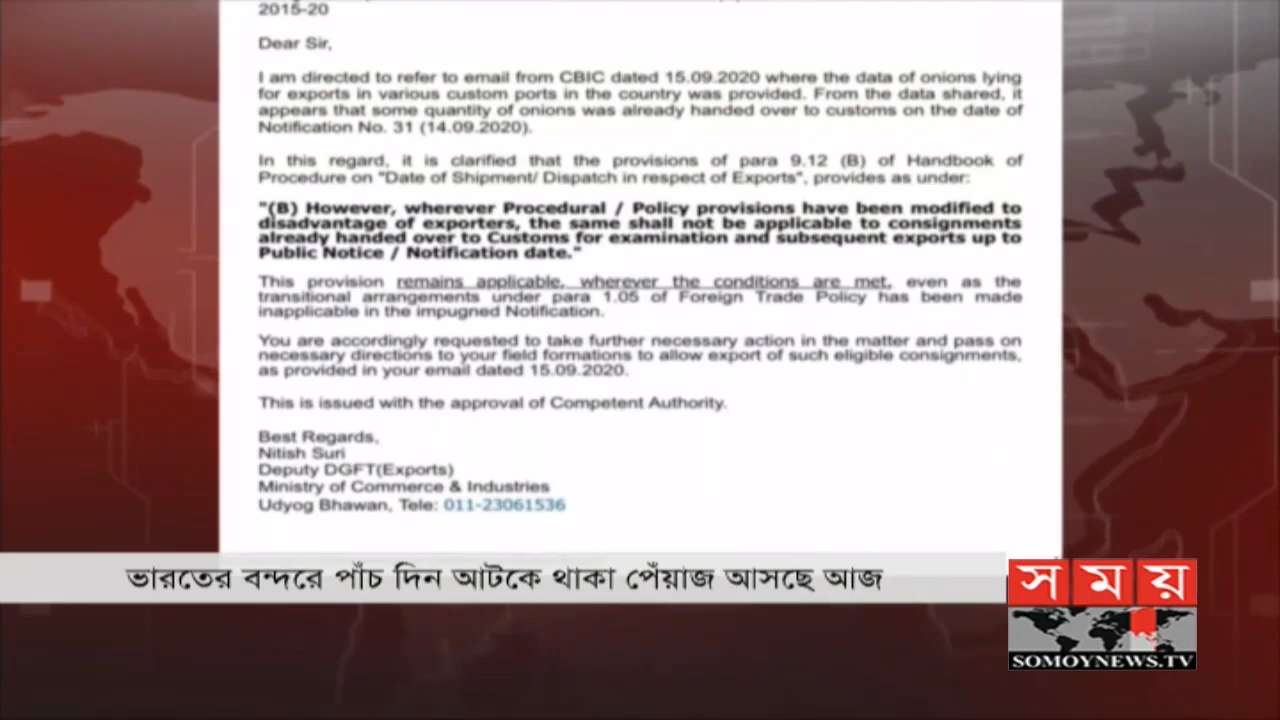 2015-20
Dear Sir,
I am directed to refer to email from CBIC dated 15.09.2020 where the data of onions lying
for exports in various custom ports in the country was provided. From the data shared, it
appears that some quantity of onions was already handed over to customs on the date of
Notification No. 31 (14.09.2020).
In this regard, it is clarified that the provisions of para 9.12 (B) of Handbook of
Procedure on "Date of Shipment/ Dispatch in respect of Exports", provides as under:
"(B) However, wherever Procedural / Policy provisions have been modified to
disadvantage of exporters, the same shall not be applicable to consignments
already handed over to Customs for examination and subsequent exports up to
Public Notice / Notification date."
This provision remains applicable, wherever the conditions are met, even as the
transitional arrangements under para 1.05 of Foreign Trade Policy has been made
inapplicable in the impugned Notification.
You are accordingly requested to take further necessary action in the matter and pass on
necessary directions to your field formations to allow export of such eligible consignments,
as provided in your email dated 15.09.2020.
This is issued with the approval of Competent Authority.
Best Regards,
Nitish Suri
Deputy DGFT(Exports)
Ministry of Commerce & Industries
Udyog Bhawan, Tele: 011-23061536
ভারতের বন্দরে পাঁচ দিন আটকে থাকা পেঁয়াজ আসছে আজ
সময়
SOMOYNEWS.TV